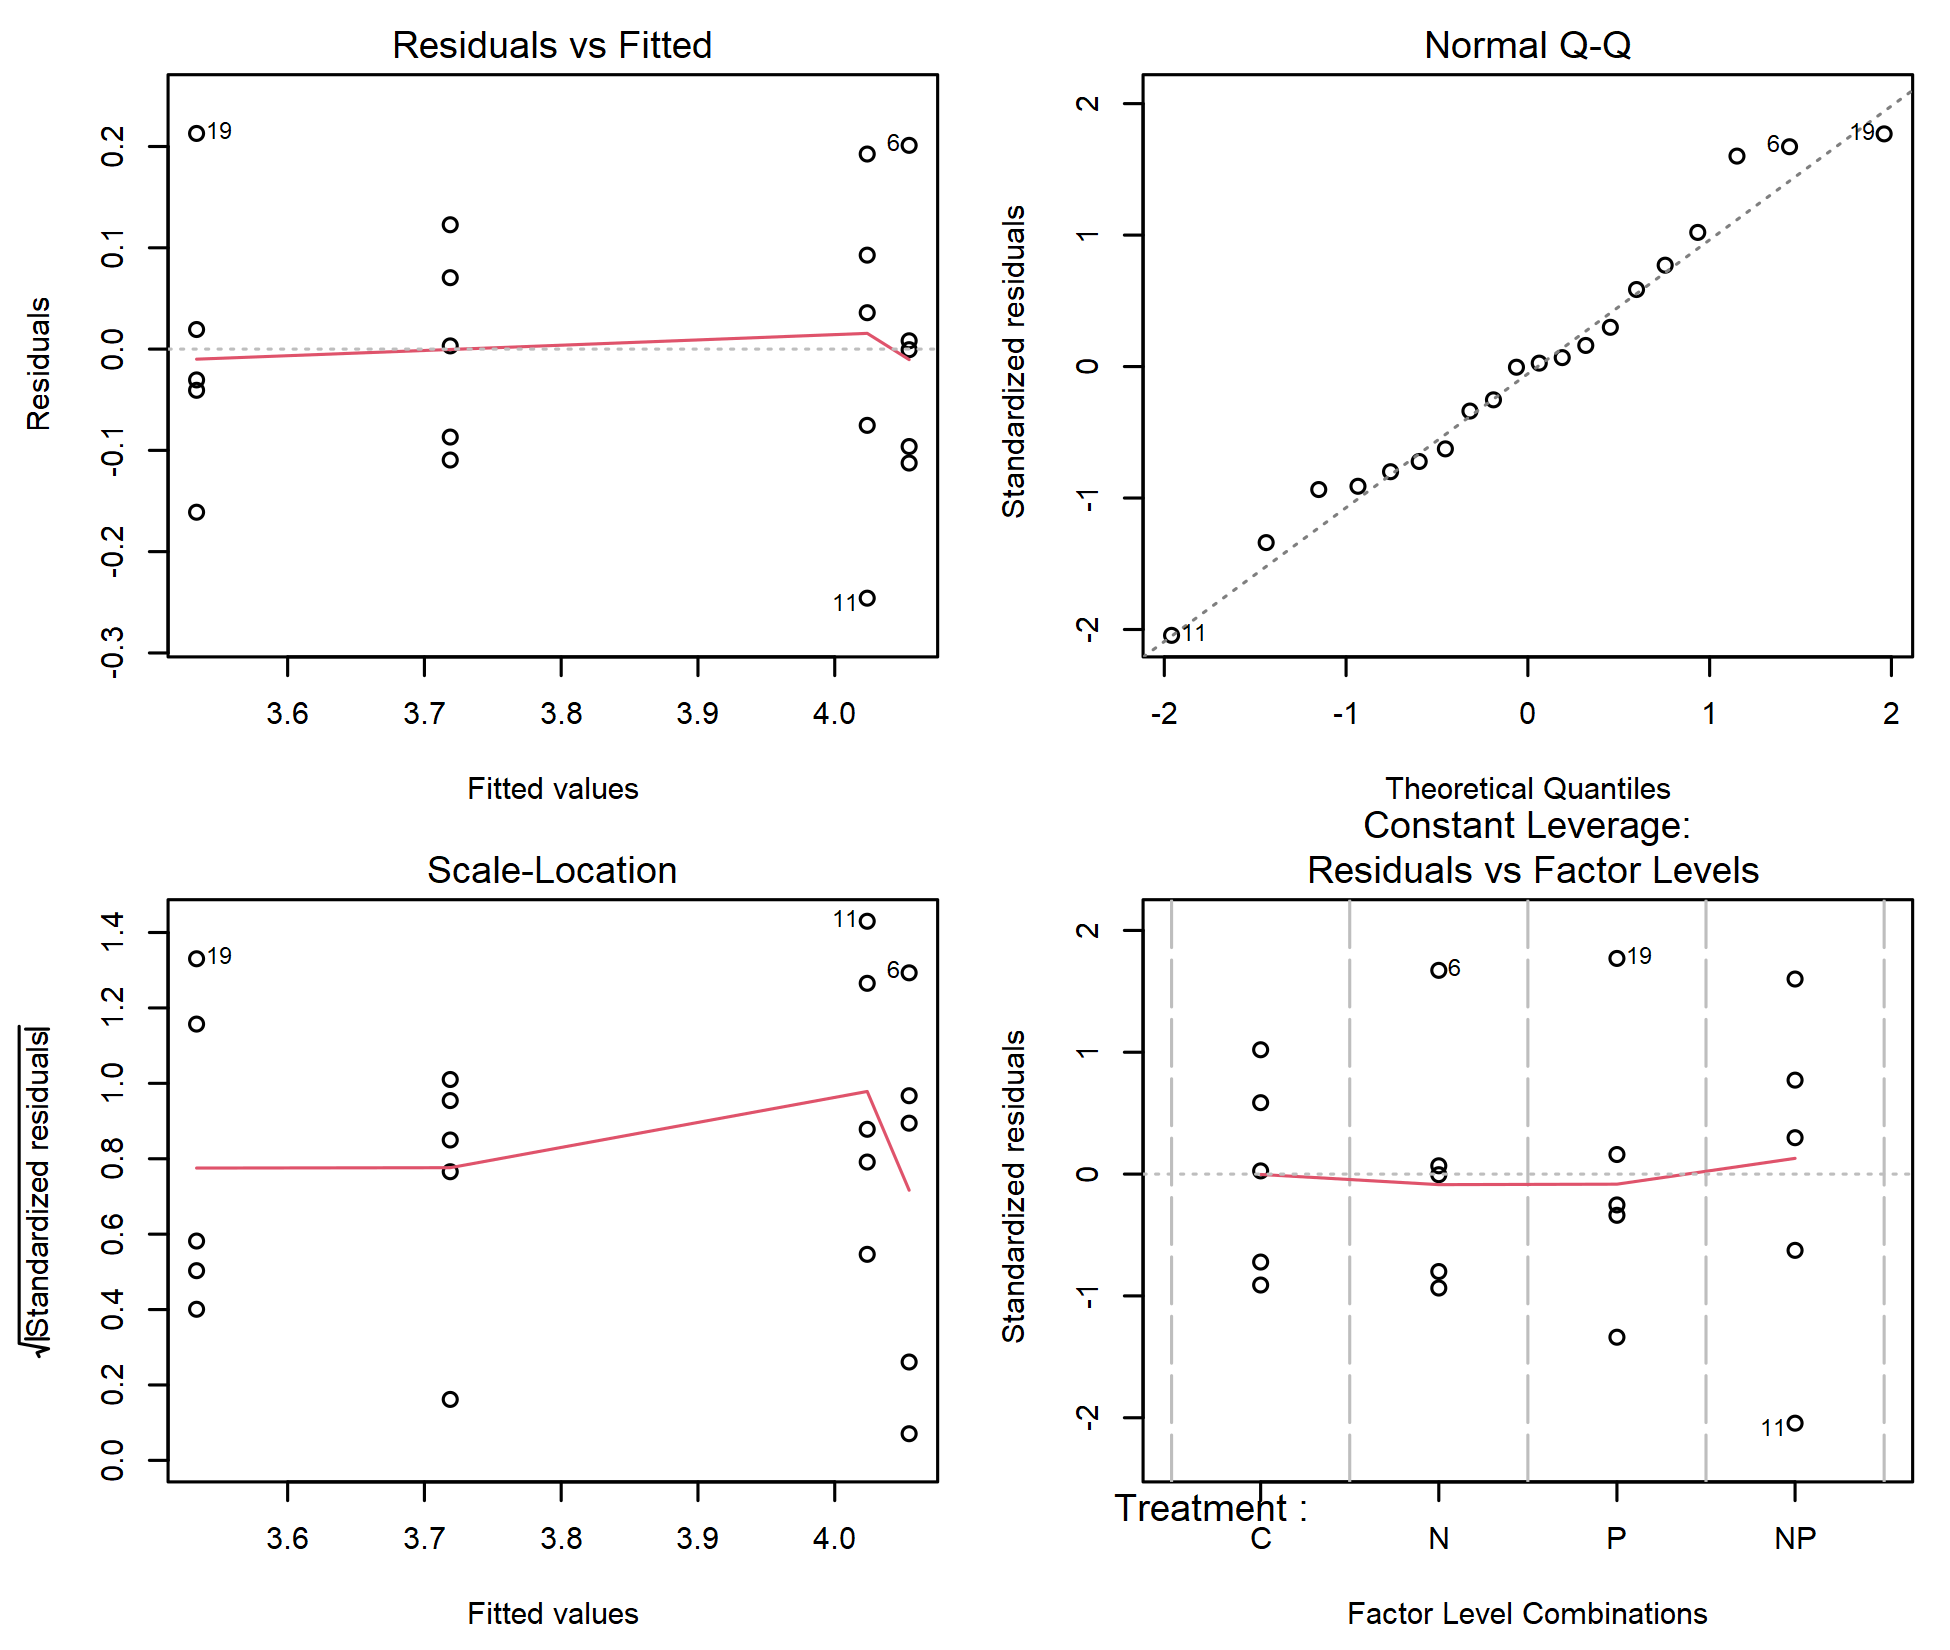 Residuals vs Fitted
Residuals
0.2
0.1
0.0
-0.1
-0.2
-0.3
19
6
11
3.6 3.7 3.8 3.9 4.0
Fitted values
Normal Q-Q
Standardized residuals
2
1
0
-1
-2
6
19
11
-2 -1 0 1 2
Theoretical Quantiles
Scale-Location
√|Standardized residuals|
1.4
1.2
1.0
0.8
0.6
0.4
0.2
0.0
11
19
6
3.6 3.7 3.8 3.9 4.0
Fitted values
Constant Leverage:
Residuals vs Factor Levels
Standardized residuals
2
1
0
-1
-2
6
19
11
Treatment :
C N P NP
Factor Level Combinations